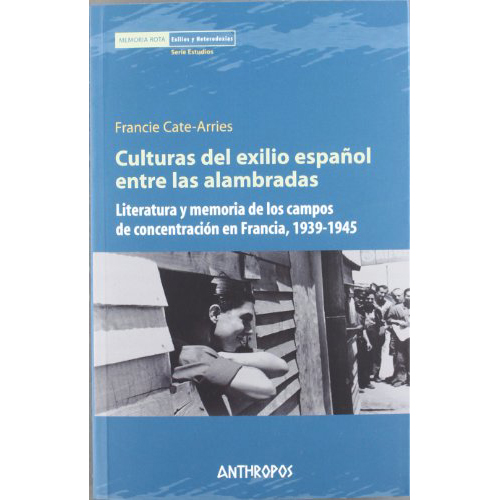 MEMORIA ROTA Exilios y Heterodoxias
Serie Estudios
Francie Cate-Arries
Culturas del exilio español
entre las alambradas
Literatura y memoria de los campos
de concentración en Francia, 1939-1945
ANTHROPOS